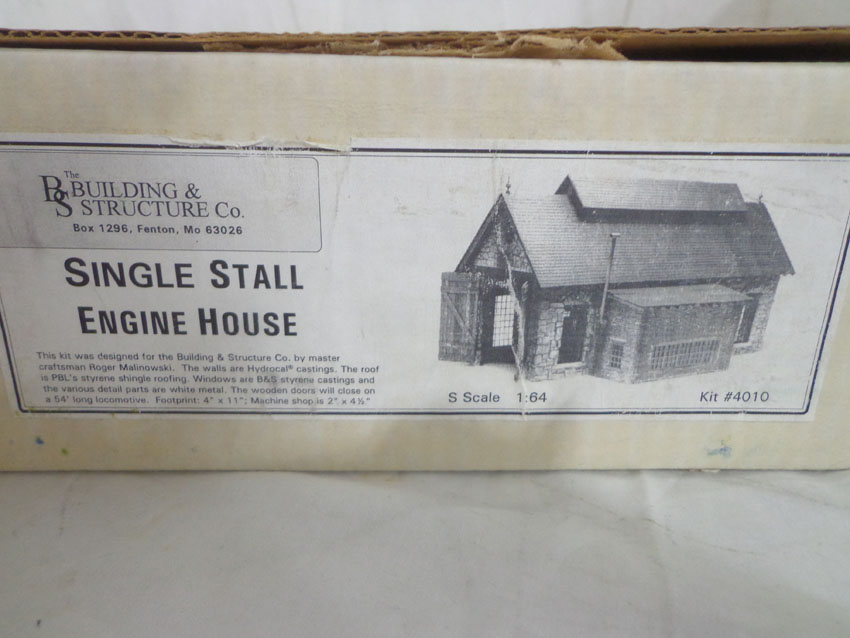 The
BS BUILDING &
STRUCTURE Co.
Box 1296, Fenton, Mo 63026
SINGLE STALL
ENGINE HOUSE
This kit was designed for the Building & Structure Co. by master
craftsman Roger Malinowski. The walls are Hydrocal® castings. The roof
is PBL's styrene shingle roofing. Windows are B&S styrene castings and
the various detail parts are white metal. The wooden doors will close on
a 54' long locomotive. Footprint: 4" x 11"; Machine shop is 2" x 4½"
S Scale 1:64
Kit #4010